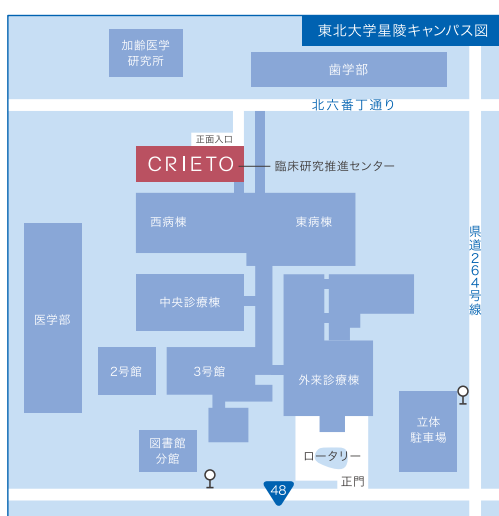 東北大学星陵キャンパス図
加齢医学
研究所
歯学部
北六番丁通り
正面入口
CRIETO
臨床研究推進センター
西病棟
東病棟
県道264号線
中央診療棟
医学部
2号館
3号館
外来診療棟
立体
駐車場
図書館
分館
ロータリー
正門
48